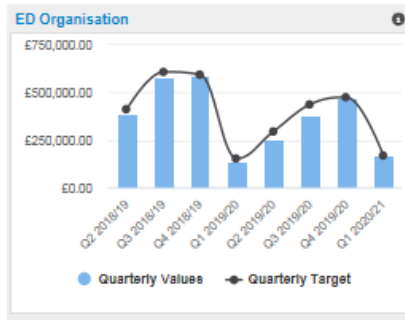 ED Organisation
£750,000.00
£500,000.00
£250,000.00
£0.00
Q2 2018/19
Q3 2018/19
Q4 2018/19
Q1 2019/20
Q2 2019/20
Q3 2019/20
Q4 2019/20
Q1 2020/21
Quarterly Values
Quarterly Target